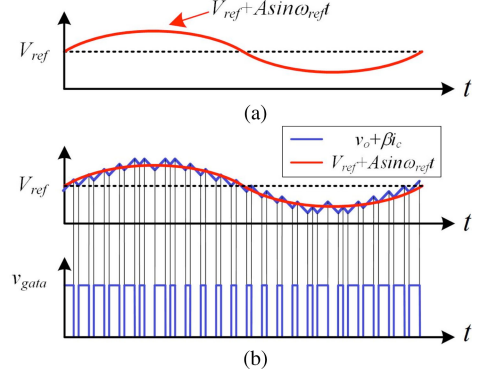 V_ref+Asinω_ref t
V_ref
t
(a)
v_o+βi_c
V_ref+Asinω_ref t
V_ref
t
v_gata
t
(b)